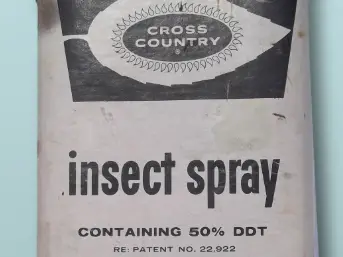 CROSS
COUNTRY
®
insect spray
CONTAINING 50% DDT
RE: PATENT NO. 22.922